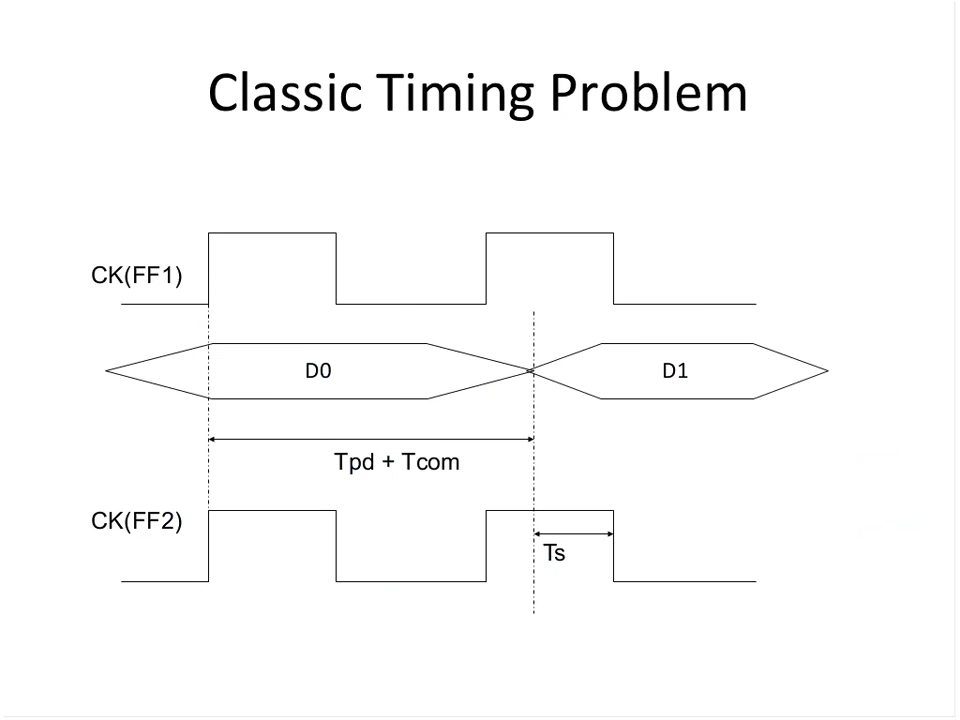 Classic Timing Problem
CK(FF1)
D0
D1
Tpd + Tcom
CK(FF2)
Ts